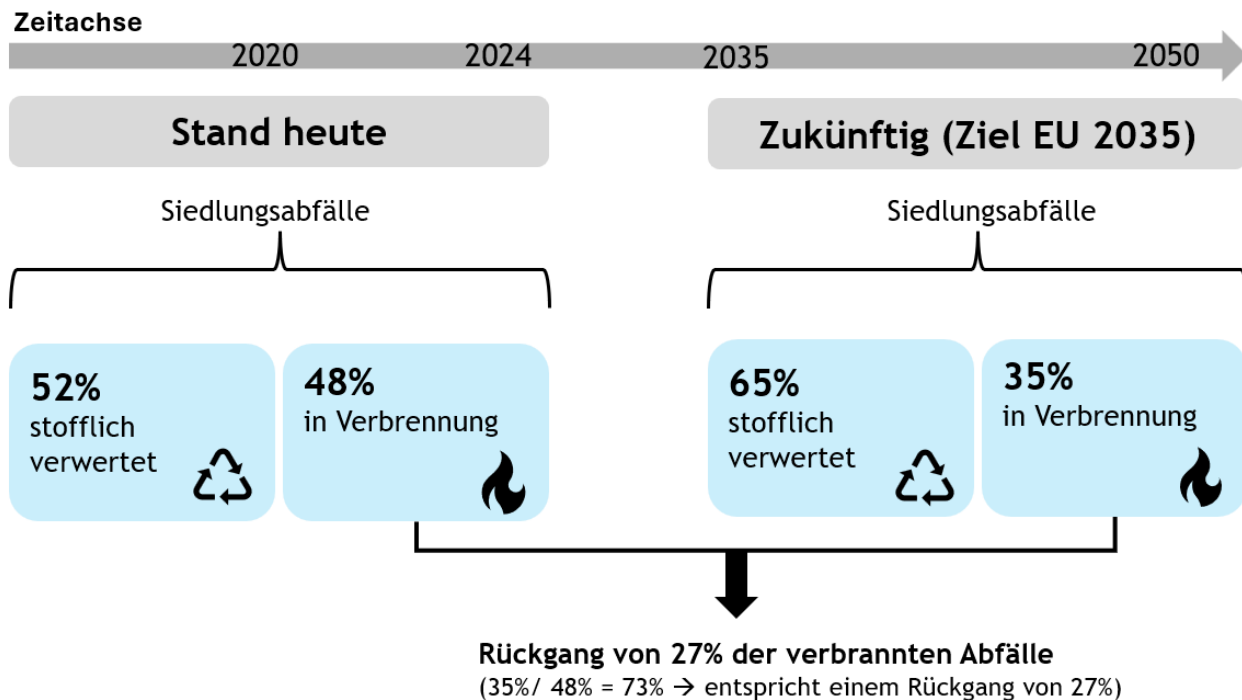 Zeitachse
2020 2024 2035 2050
Stand heute
Zukünftig (Ziel EU 2035)
Siedlungsabfälle
Siedlungsabfälle
52%
stofflich
verwertet
48%
in Verbrennung
65%
stofflich
verwertet
35%
in Verbrennung
Rückgang von 27% der verbrannten Abfälle
(35%/ 48% = 73% → entspricht einem Rückgang von 27%)